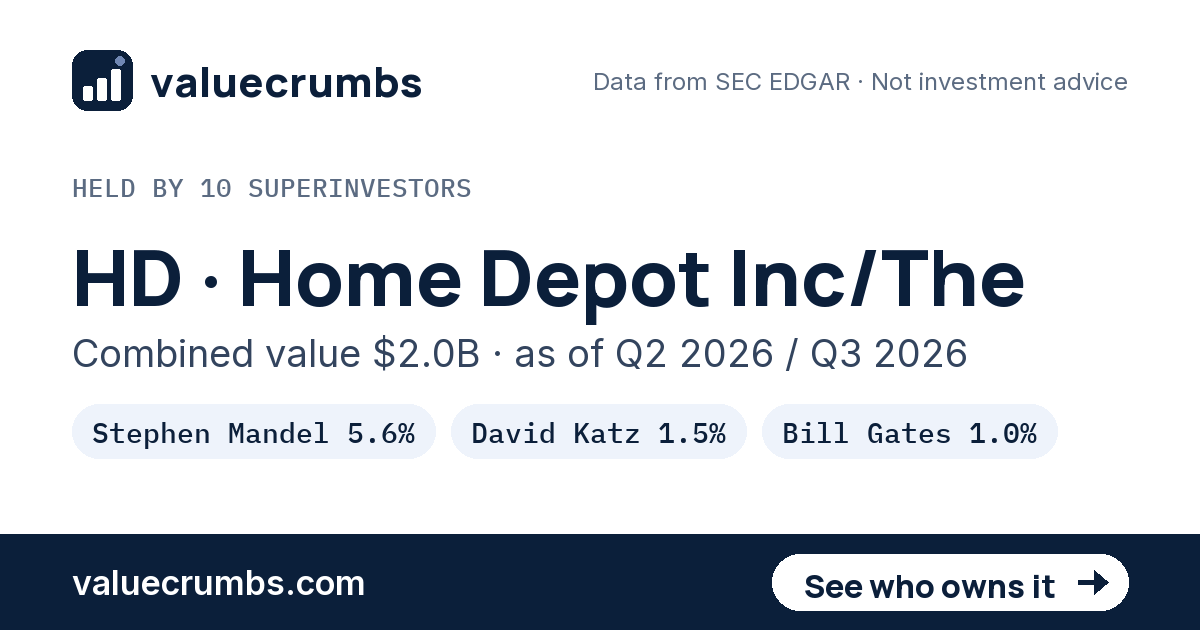 valuecrumbs
Data from SEC EDGAR · Not investment advice
HELD BY 10 SUPERINVESTORS
HD · Home Depot Inc/The
Combined value $2.0B · as of Q2 2026 / Q3 2026
Stephen Mandel 5.6%
David Katz 1.5%
Bill Gates 1.0%
valuecrumbs.com
See who owns it →